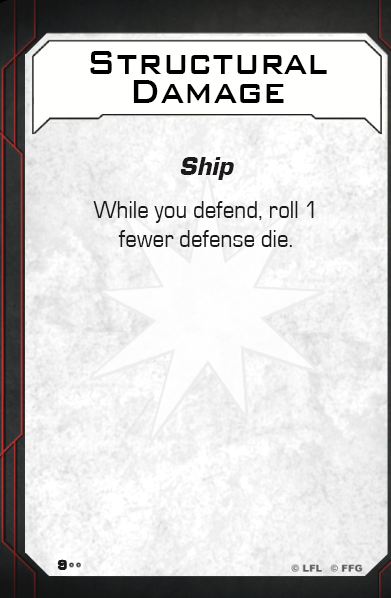 STRUCTURAL
DAMAGE
Ship
While you defend, roll 1
fewer defense die.
9••
© LFL © FFG